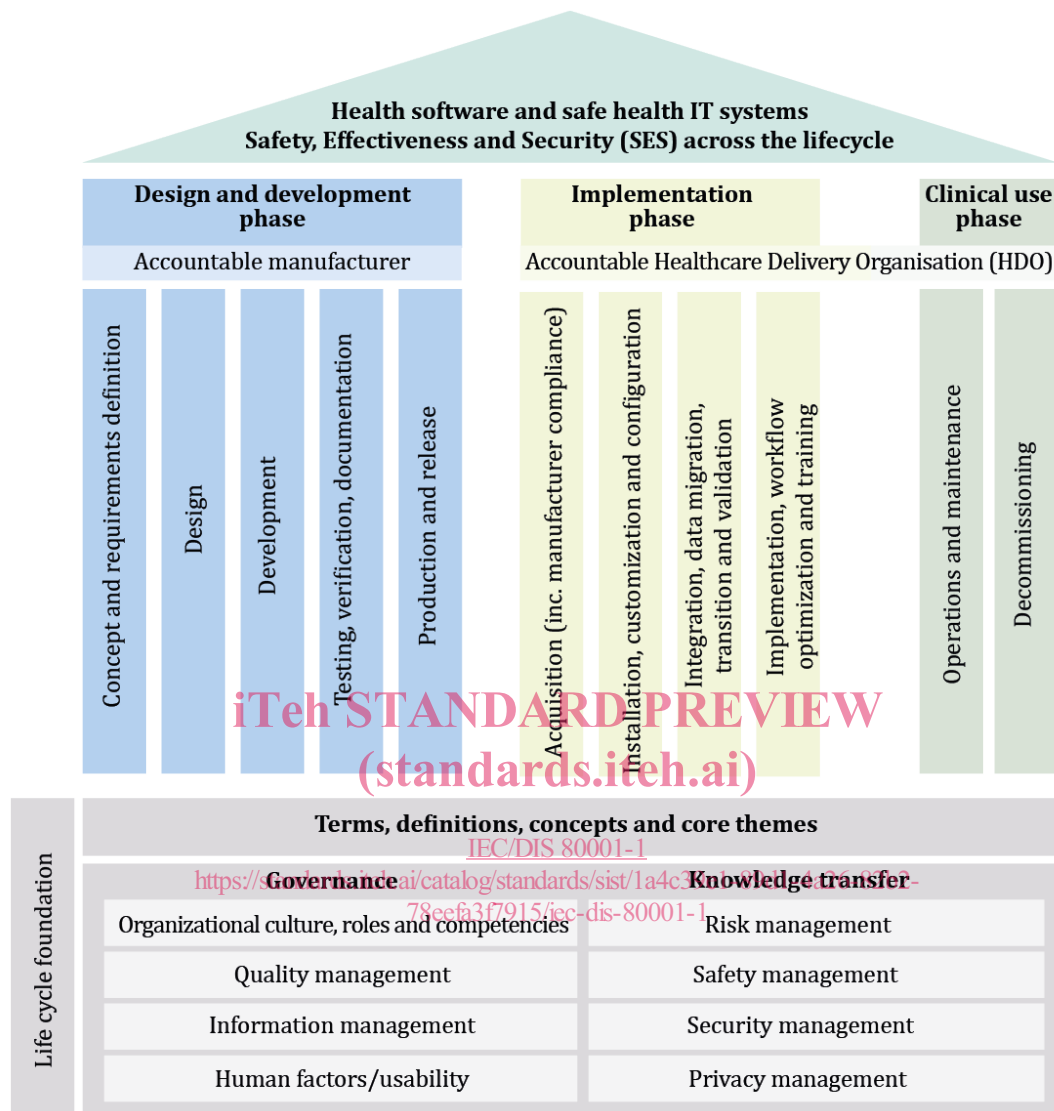 Health software and safe health IT systems
Safety, Effectiveness and Security (SES) across the lifecycle
Design and development
phase
Implementation
phase
Clinical use
phase
Accountable manufacturer
Accountable Healthcare Delivery Organisation (HDO)
Concept and requirements definition
Design
Development
Testing, verification, documentation
Production and release
Acquisition (inc. manufacturer compliance)
Installation, customization and configuration
Integration, data migration,
transition and validation
Implementation, workflow
optimization and training
Operations and maintenance
Decommissioning
iTeh STANDARD PREVIEW
(standards.iteh.ai)
Life cycle foundation
Terms, definitions, concepts and core themes
IEC/DIS 80001-1
Governance
Knowledge transfer
78eefa3f7915/iec-dis-80001-1
Organizational culture, roles and competencies
Risk management
Quality management
Safety management
Information management
Security management
Human factors/usability
Privacy management